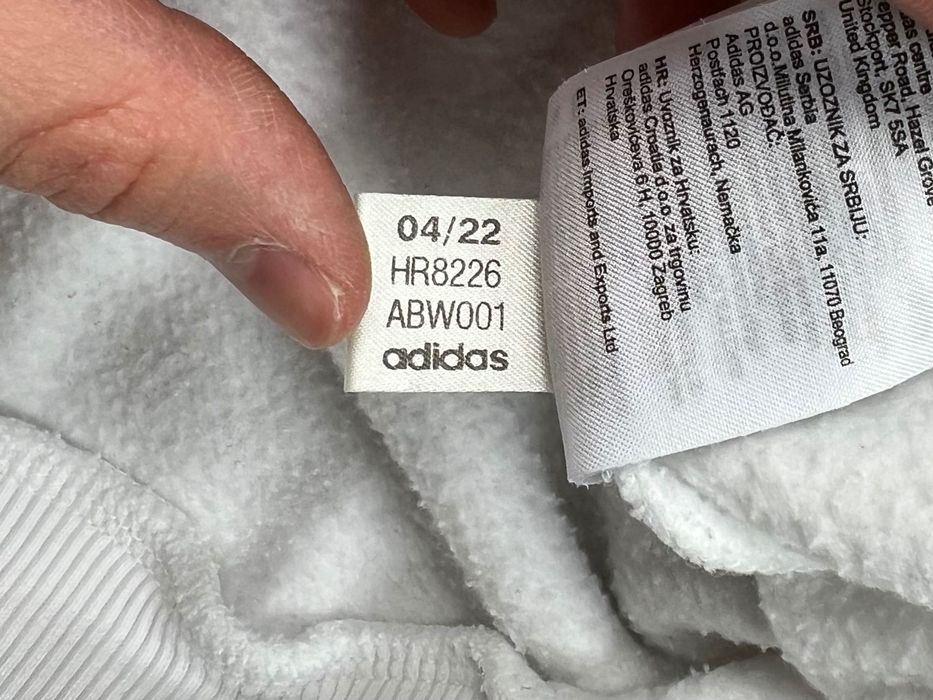 04/22
HR8226
ABW001
adidas
as centre
epper Road, Hazel Grove
Stockport, SK7 5SA
United Kingdom
SRB: UZOZNIK ZA SRBIJU:
adidas Serbia
d.o.o.Milutina Milankovića 11a, 11070 Beograd
PROIZVOĐAČ:
Adidas AG
Postfach 1120
Herzogenaurach, Nemačka
HR: Uvoznik za Hrvatsku:
adidas Croatia d.o.o. za trgovinu
Oreškovićeva 6H, 10000 Zagreb
Hrvatska
ET.: adidas Imports and Exports Ltd